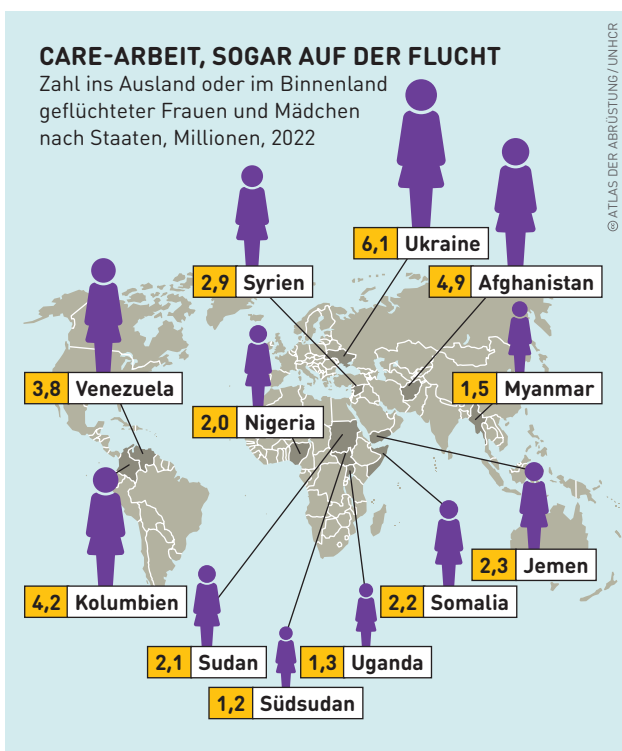 CARE-ARBEIT, SOGAR AUF DER FLUCHT
Zahl ins Ausland oder im Binnenland
geflüchteter Frauen und Mädchen
nach Staaten, Millionen, 2022
6,1 Ukraine
2,9 Syrien
4,9 Afghanistan
3,8 Venezuela
1,5 Myanmar
2,0 Nigeria
2,3 Jemen
4,2 Kolumbien
2,2 Somalia
2,1 Sudan
1,3 Uganda
1,2 Südsudan
ATLAS DER ABRÜSTUNG / UNHCR